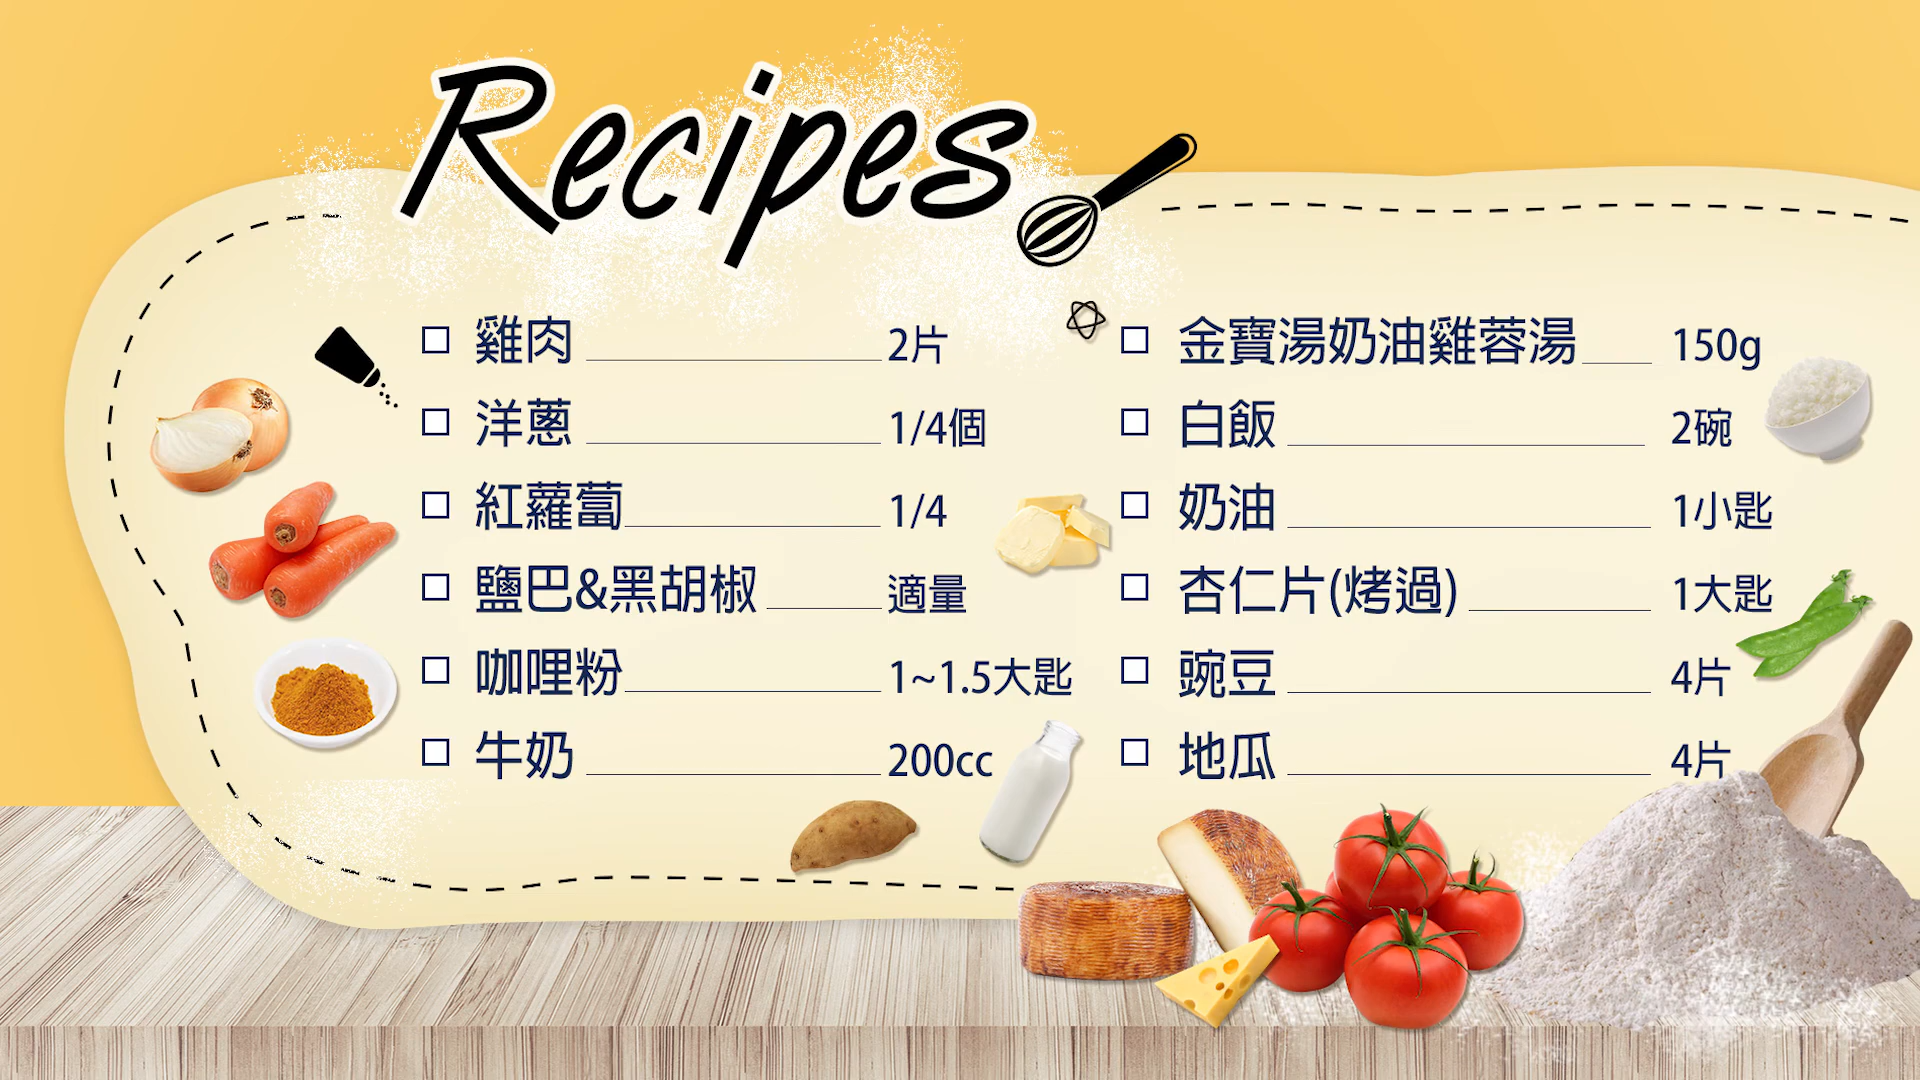 Recipes
雞肉 2片
洋蔥 1/4個
紅蘿蔔 1/4
鹽巴&黑胡椒 適量
咖哩粉 1~1.5大匙
牛奶 200cc
金寶湯奶油雞蓉湯 150g
白飯 2碗
奶油 1小匙
杏仁片(烤過) 1大匙
豌豆 4片
地瓜 4片